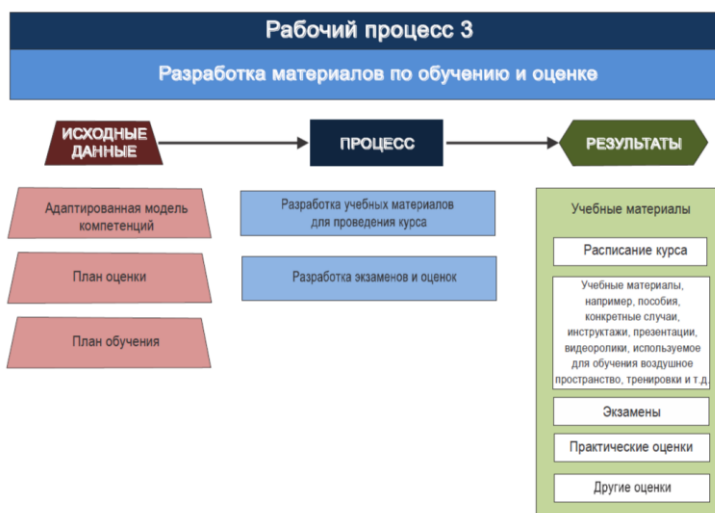 Рабочий процесс 3
Разработка материалов по обучению и оценке
ИСХОДНЫЕ
ДАННЫЕ
ПРОЦЕСС
РЕЗУЛЬТАТЫ
Адаптированная модель
компетенций
План оценки
План обучения
Разработка учебных материалов
для проведения курса
Разработка экзаменов и оценок
Учебные материалы
Расписание курса
Учебные материалы,
например, пособия,
конкретные случаи,
инструктажи, презентации,
видеоролики, используемое
для обучения воздушное
пространство, тренировки и т.д.
Экзамены
Практические оценки
Другие оценки